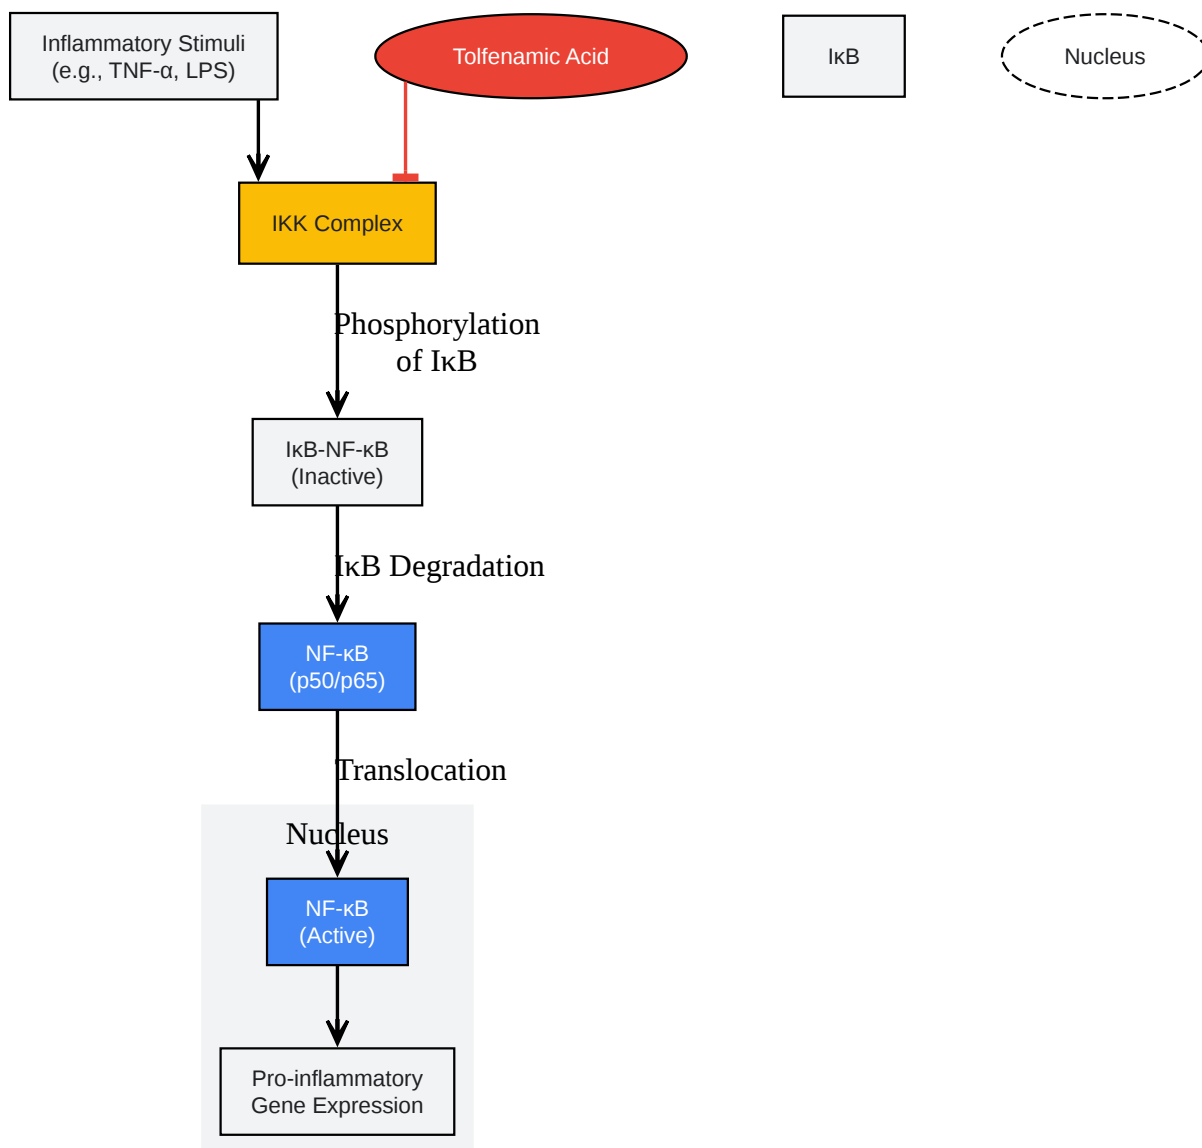 Inflammatory Stimuli
(e.g., TNF-α, LPS)
Tolfenamic Acid
IκB
Nucleus
IKK Complex
Phosphorylation
of IκB
IκB-NF-κB
(Inactive)
IκB Degradation
NF-κB
(p50/p65)
Translocation
Nucleus
NF-κB
(Active)
Pro-inflammatory
Gene Expression